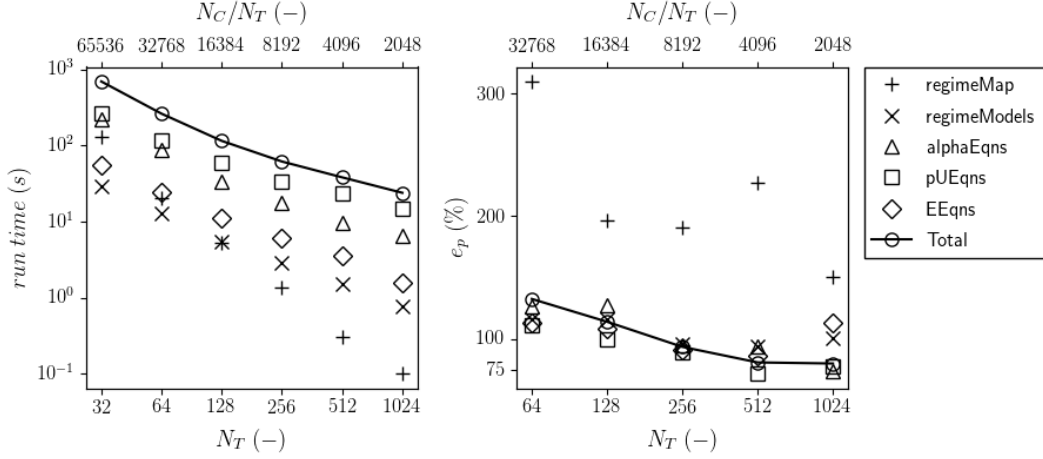 N_C/N_T (−)
65536 32768 16384 8192 4096 2048
10^3
10^2
10^1
10^0
10^{-1}
run time (s)
32 64 128 256 512 1024
N_T (−)
N_C/N_T (−)
32768 16384 8192 4096 2048
300
200
100
75
e_p (%)
64 128 256 512 1024
N_T (−)
regimeMap
regimeModels
alphaEqns
pUEqns
EEqns
Total